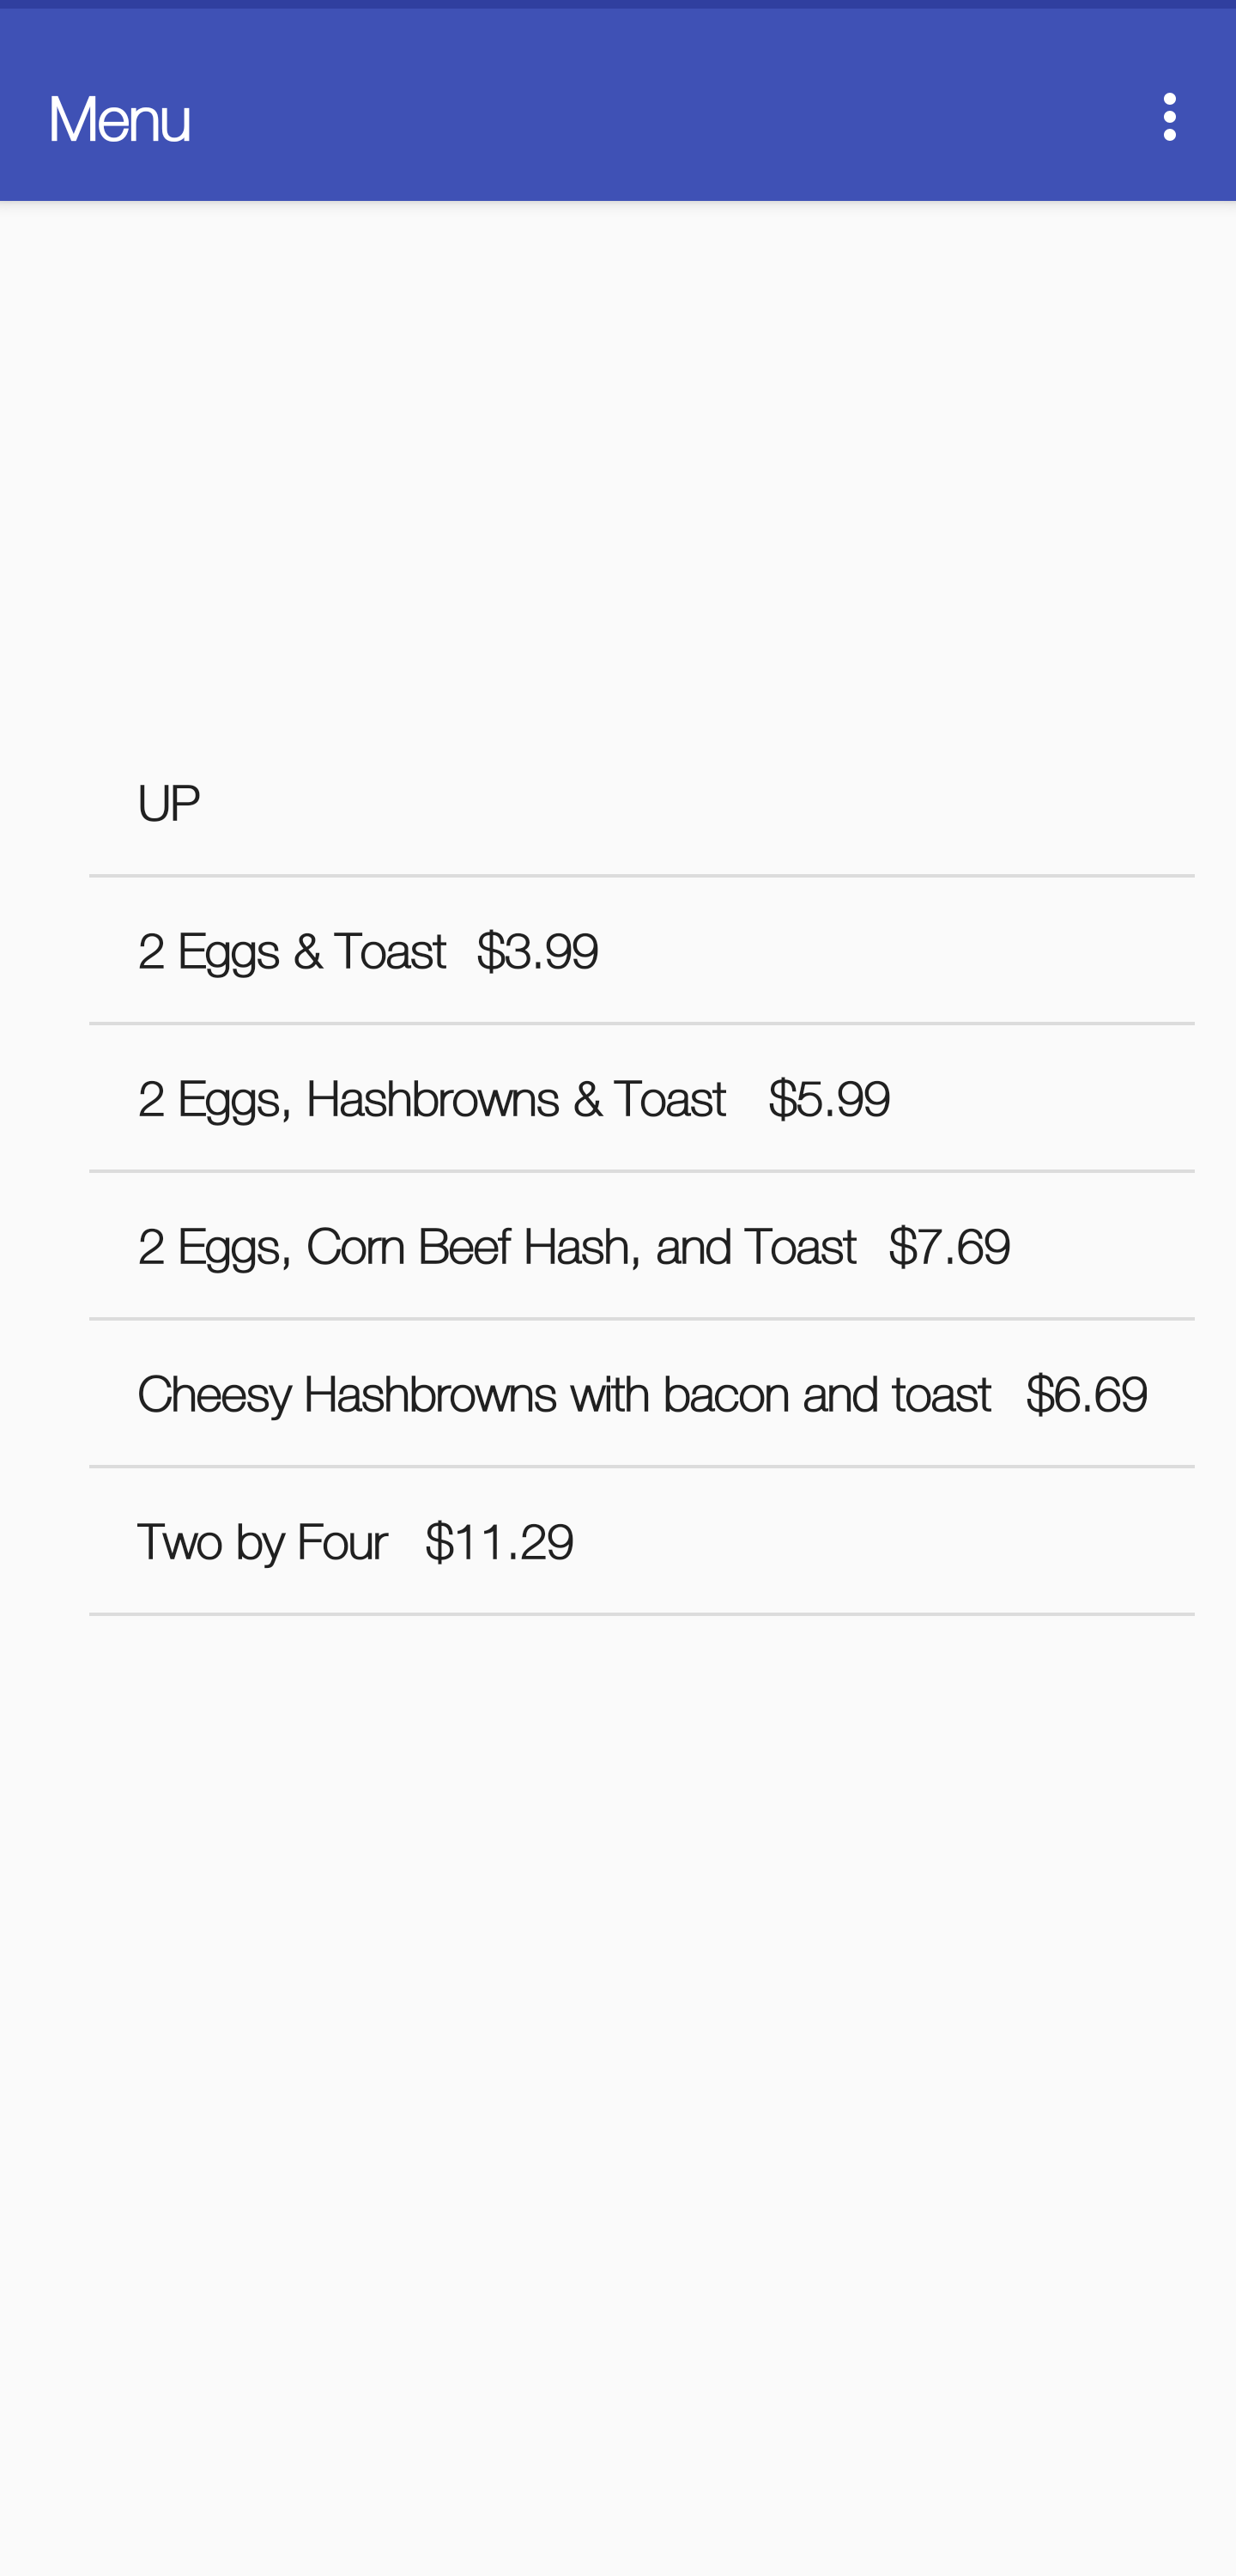 Menu
UP
2 Eggs & Toast $3.99
2 Eggs, Hashbrowns & Toast $5.99
2 Eggs, Corn Beef Hash, and Toast $7.69
Cheesy Hashbrowns with bacon and toast $6.69
Two by Four $11.29